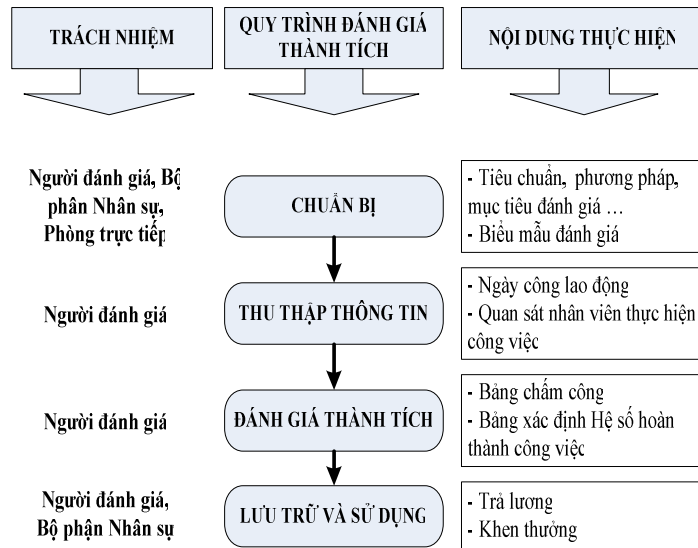 TRÁCH NHIỆM
QUY TRÌNH ĐÁNH GIÁ
THÀNH TÍCH
NỘI DUNG THỰC HIỆN
Người đánh giá, Bộ
phân Nhân sự,
Phòng trực tiếp
CHUẨN BỊ
- Tiêu chuẩn, phương pháp,
mục tiêu đánh giá ...
- Biểu mẫu đánh giá
Người đánh giá
THU THẬP THÔNG TIN
- Ngày công lao động
- Quan sát nhân viên thực hiện
công việc
Người đánh giá
ĐÁNH GIÁ THÀNH TÍCH
- Bảng chấm công
- Bảng xác định Hệ số hoàn
thành công việc
Người đánh giá,
Bộ phận Nhân sự
LƯU TRỮ VÀ SỬ DỤNG
- Trả lương
- Khen thưởng